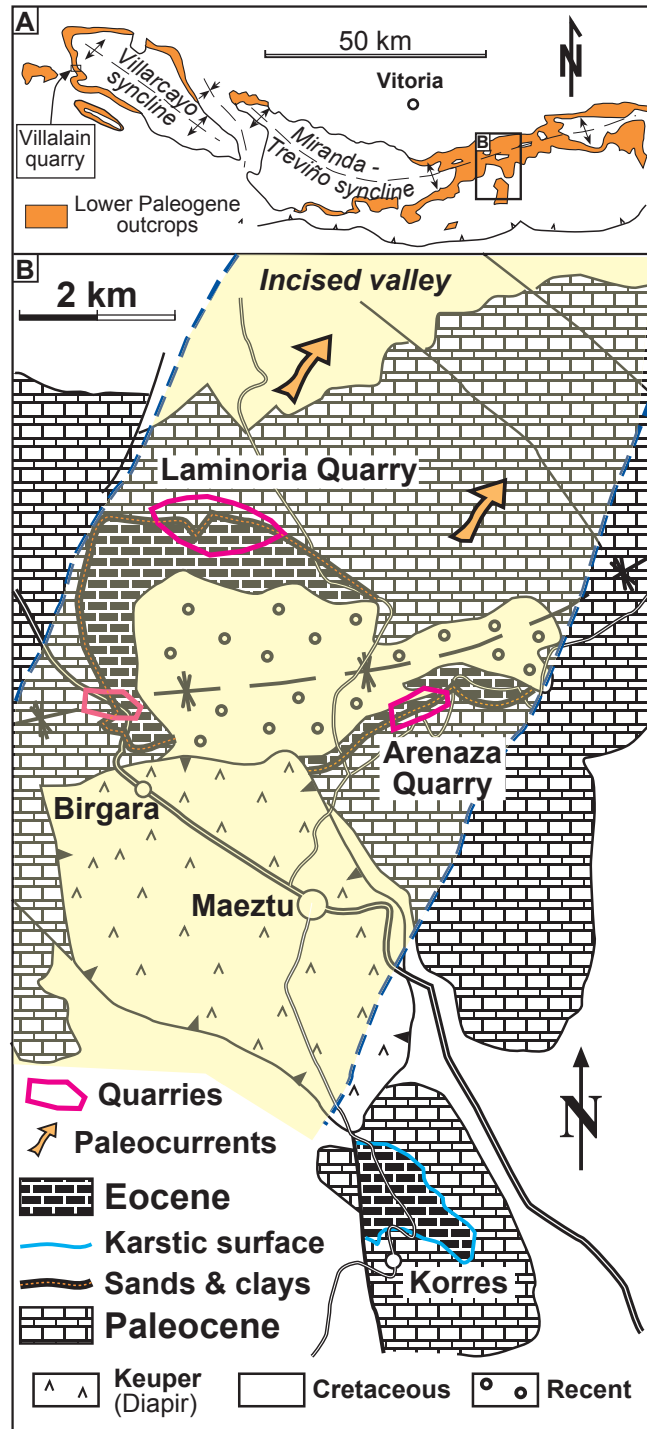 A
50 km
N
Vitoria
Villarcayo
syncline
Villalain
quarry
Miranda -
Treviño syncline
B
Lower Paleogene
outcrops
B
2 km
Incised valley
Laminoria Quarry
Arenaza
Quarry
Birgara
Maeztu
N
Quarries
Paleocurrents
Eocene
Karstic surface
Sands & clays
Paleocene
Korres
Keuper
(Diapir)
Cretaceous
Recent